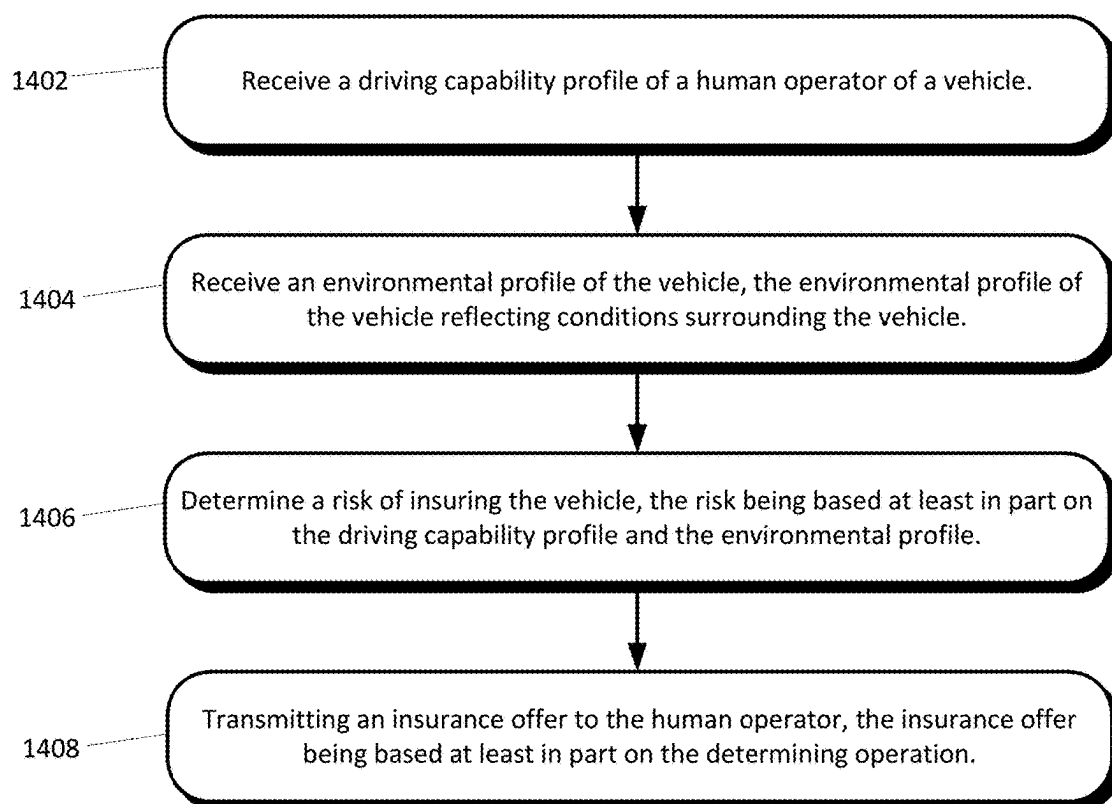 1402
Receive a driving capability profile of a human operator of a vehicle.
1404
Receive an environmental profile of the vehicle, the environmental profile of
the vehicle reflecting conditions surrounding the vehicle.
1406
Determine a risk of insuring the vehicle, the risk being based at least in part on
the driving capability profile and the environmental profile.
1408
Transmitting an insurance offer to the human operator, the insurance offer
being based at least in part on the determining operation.